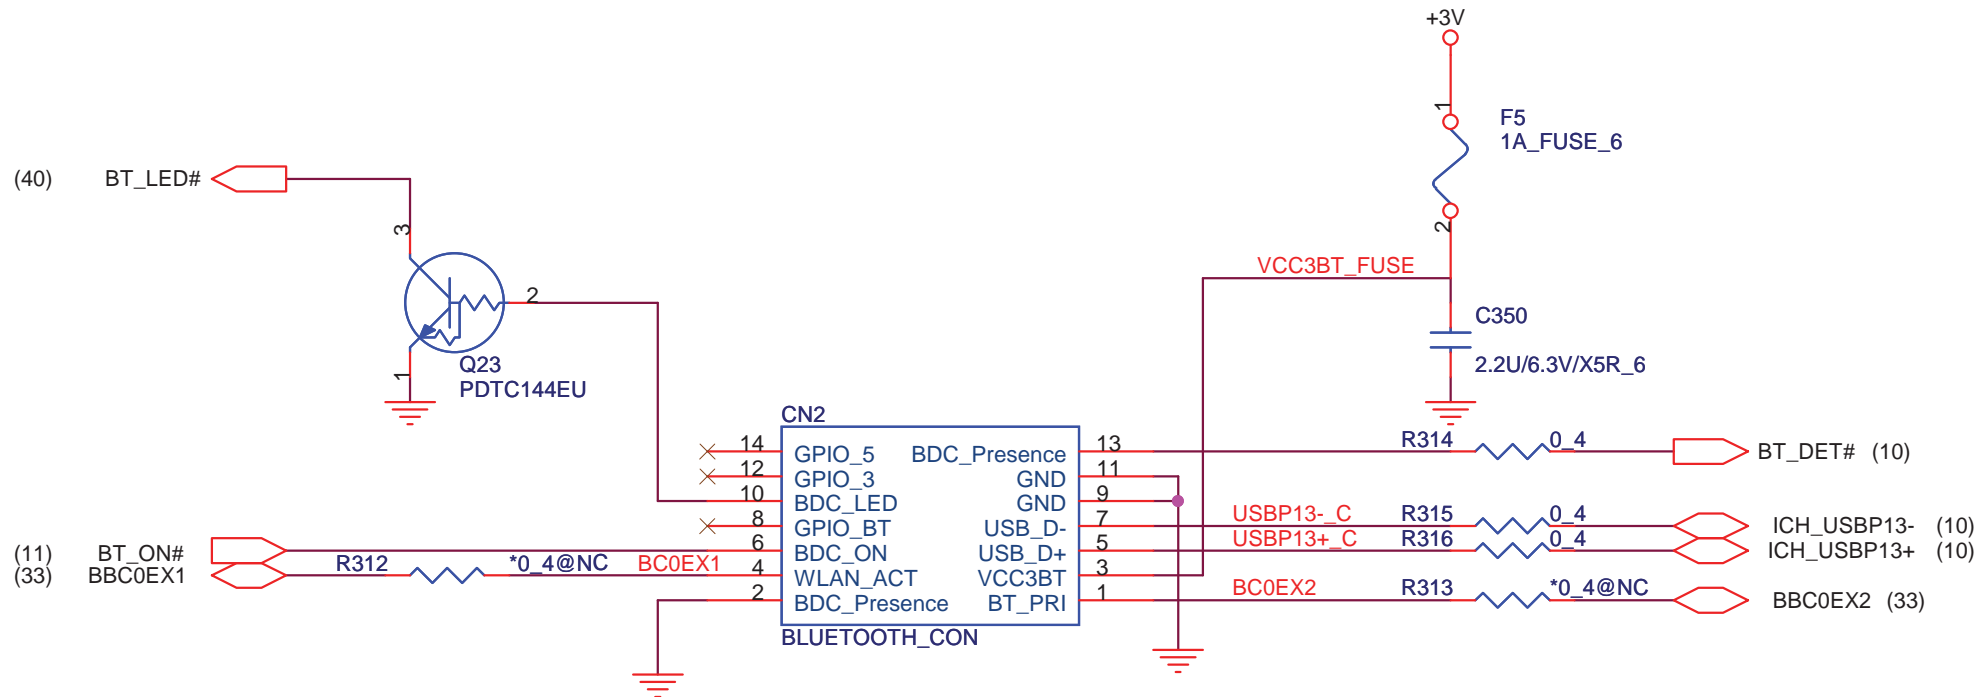 +3V
1
F5
1A_FUSE_6
2
(40) BT_LED#
3
2
1
Q23
PDTC144EU
VCC3BT_FUSE
C350
2.2U/6.3V/X5R_6
CN2
14 GPIO_5 BDC_Presence 13 R314 0_4 BT_DET# (10)
12 GPIO_3 GND 11
10 BDC_LED GND 9
8 GPIO_BT USB_D- 7 USBP13-_C R315 0_4 ICH_USBP13- (10)
(11) BT_ON# 6 BDC_ON USB_D+ 5 USBP13+_C R316 0_4 ICH_USBP13+ (10)
(33) BBC0EX1 R312 *0_4@NC BC0EX1 4 WLAN_ACT VCC3BT 3
2 BDC_Presence BT_PRI 1 BC0EX2 R313 *0_4@NC BBC0EX2 (33)
BLUETOOTH_CON